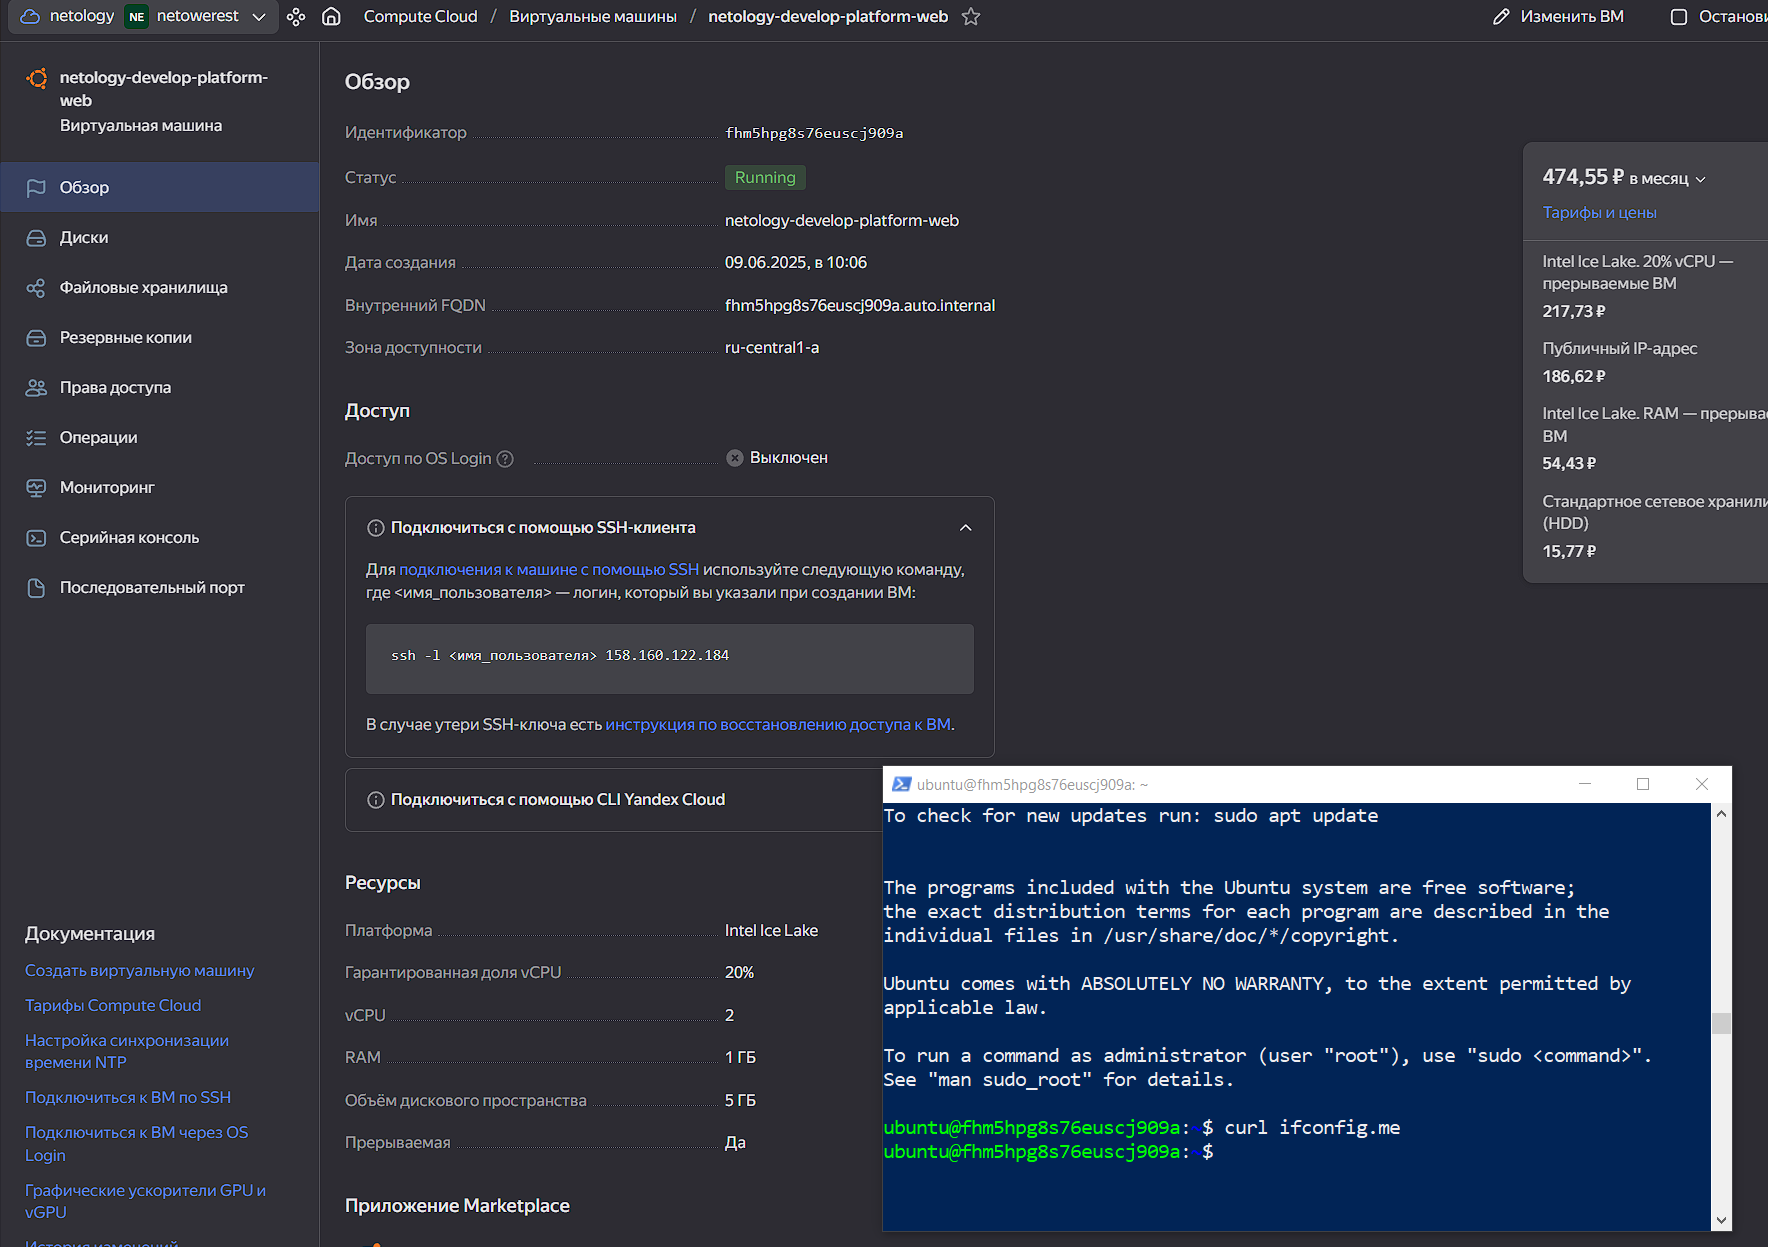 netology NE netowerest
Compute Cloud / Виртуальные машины / netology-develop-platform-web
Изменить ВМ
netology-develop-platform-
web
Виртуальная машина
Обзор
Диски
Файловые хранилища
Резервные копии
Права доступа
Операции
Мониторинг
Серийная консоль
Последовательный порт
Документация
Создать виртуальную машину
Тарифы Compute Cloud
Настройка синхронизации
времени NTP
Подключиться к ВМ по SSH
Подключиться к ВМ через OS
Login
Графические ускорители GPU и
vGPU
История изменений
Обзор
Идентификатор fhm5hpg8s76euscj909a
Статус Running
Имя netology-develop-platform-web
Дата создания 09.06.2025, в 10:06
Внутренний FQDN fhm5hpg8s76euscj909a.auto.internal
Зона доступности ru-central1-a
Доступ
Доступ по OS Login Выключен
Подключиться с помощью SSH-клиента
Для подключения к машине с помощью SSH используйте следующую команду,
где <имя_пользователя> — логин, который вы указали при создании ВМ:
ssh -l <имя_пользователя> 158.160.122.184
В случае утери SSH-ключа есть инструкция по восстановлению доступа к ВМ.
Подключиться с помощью CLI Yandex Cloud
Ресурсы
Платформа Intel Ice Lake
Гарантированная доля vCPU 20%
vCPU 2
RAM 1 ГБ
Объём дискового пространства 5 ГБ
Прерываемая Да
Приложение Marketplace
474,55 ₽ в месяц
Тарифы и цены
Intel Ice Lake. 20% vCPU —
прерываемые ВМ
217,73 ₽
Публичный IP-адрес
186,62 ₽
Intel Ice Lake. RAM — прерыва
ВМ
54,43 ₽
Стандартное сетевое хранили
(HDD)
15,77 ₽
ubuntu@fhm5hpg8s76euscj909a: ~
To check for new updates run: sudo apt update
The programs included with the Ubuntu system are free software;
the exact distribution terms for each program are described in the
individual files in /usr/share/doc/*/copyright.
Ubuntu comes with ABSOLUTELY NO WARRANTY, to the extent permitted by
applicable law.
To run a command as administrator (user "root"), use "sudo <command>".
See "man sudo_root" for details.
ubuntu@fhm5hpg8s76euscj909a:~$ curl ifconfig.me
ubuntu@fhm5hpg8s76euscj909a:~$